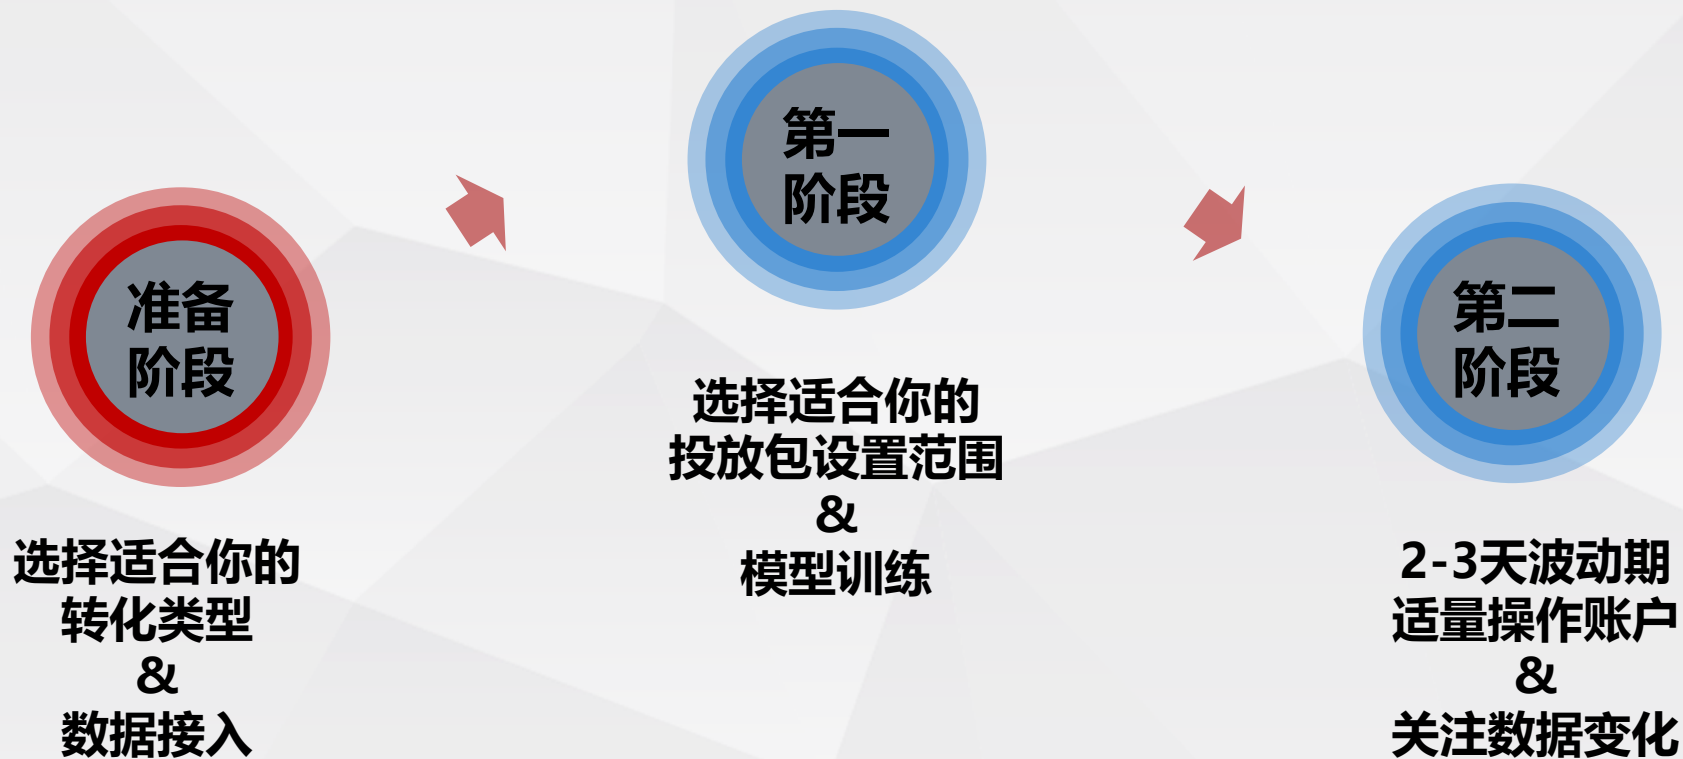 准备
阶段
选择适合你的
转化类型
&
数据接入
第一
阶段
选择适合你的
投放包设置范围
&
模型训练
第二
阶段
2-3天波动期
适量操作账户
&
关注数据变化